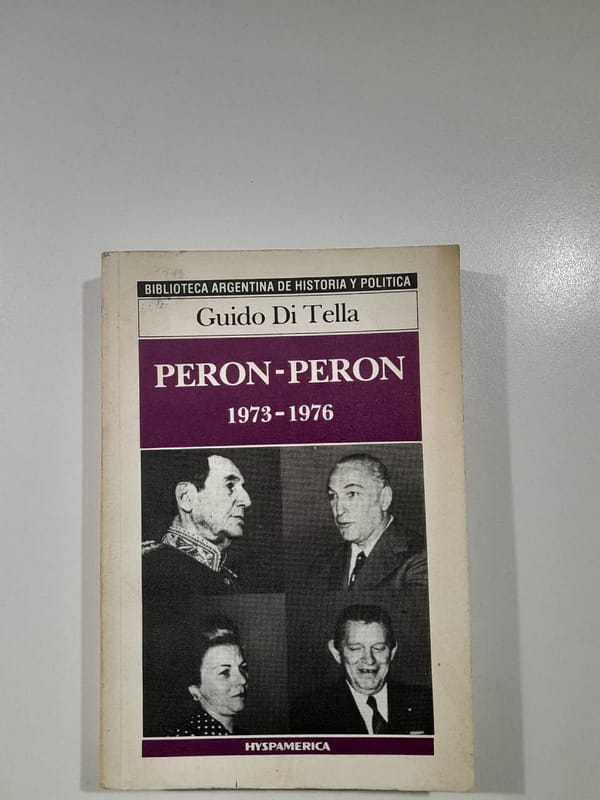 BIBLIOTECA ARGENTINA DE HISTORIA Y POLITICA
Guido Di Tella
PERON-PERON
1973-1976
HYSPAMERICA